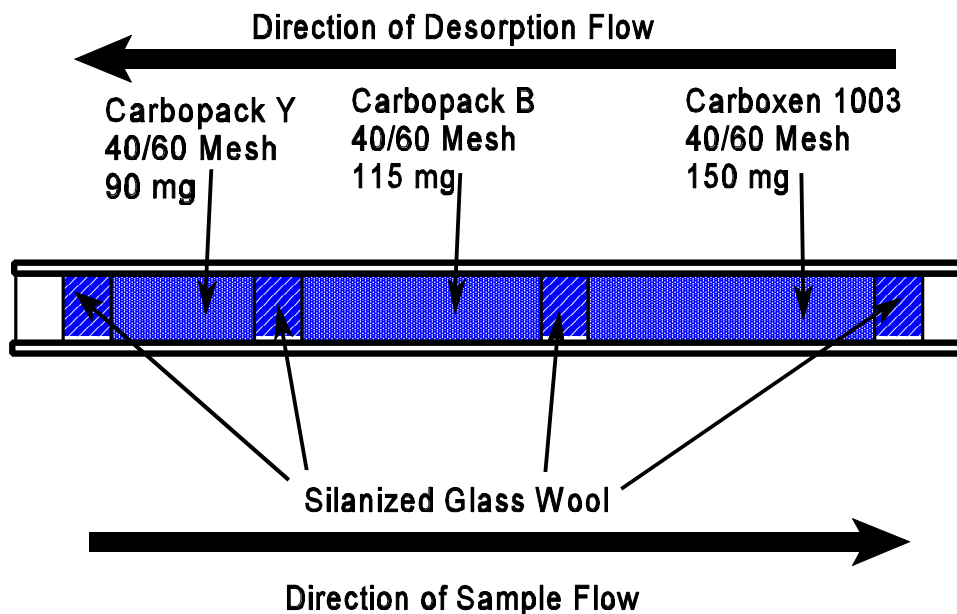 Direction of Desorption Flow
Carbopack Y
40/60 Mesh
90 mg
Carbopack B
40/60 Mesh
115 mg
Carboxen 1003
40/60 Mesh
150 mg
Silanized Glass Wool
Direction of Sample Flow